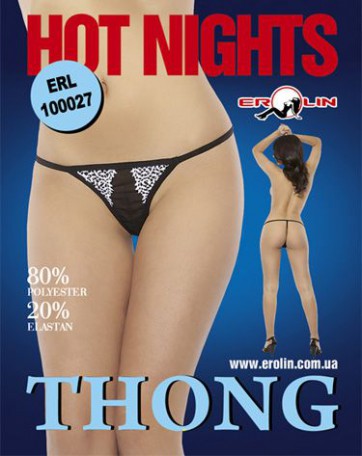 HOT NIGHTS
ERL
100027
EROLIN
80%
POLYESTER
20%
ELASTAN
www.erolin.com.ua
THONG